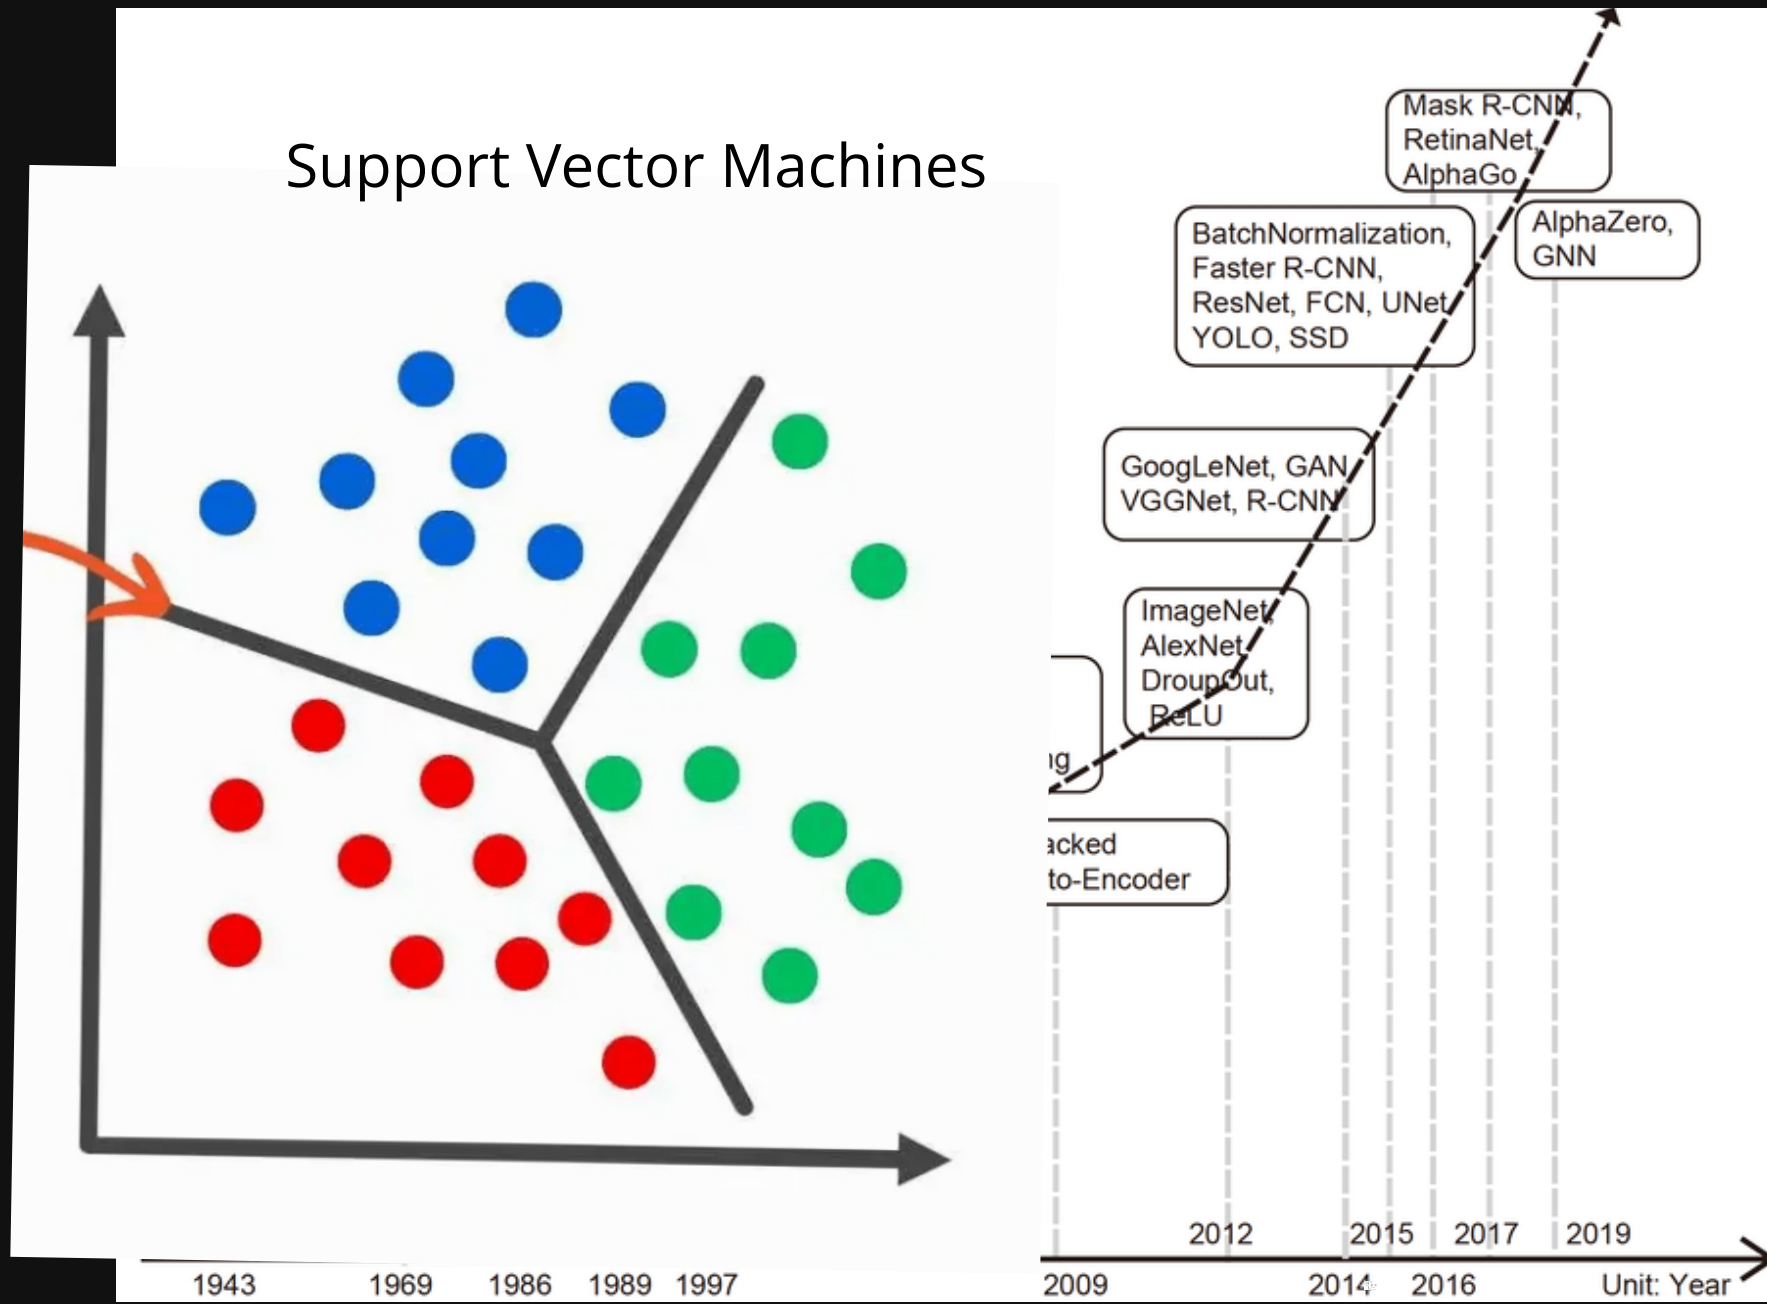 Support Vector Machines
Mask R-CNN,
RetinaNet,
AlphaGo
AlphaZero,
GNN
BatchNormalization,
Faster R-CNN,
ResNet, FCN, UNet
YOLO, SSD
GoogLeNet, GAN
VGGNet, R-CNN
ImageNet,
AlexNet
DroupOut,
ReLU
ng
acked
to-Encoder
2012 2015 2017 2019
1943 1969 1986 1989 1997 2009 2014 2016 Unit: Year